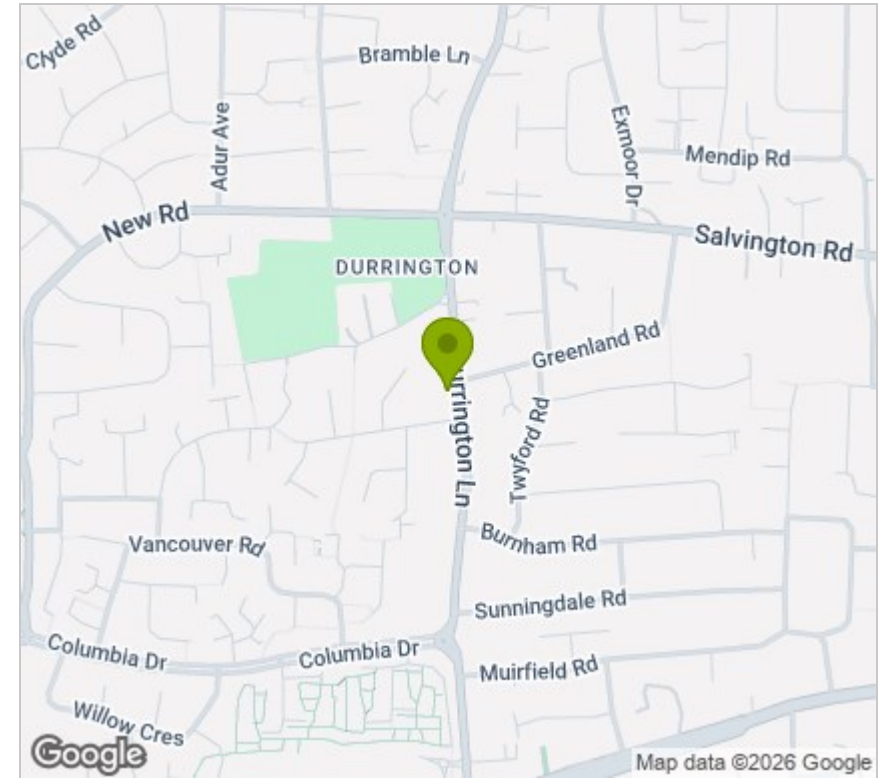 Clyde Rd
Bramble Ln
Adur Ave
Exmoor Dr
Mendip Rd
New Rd
Salvington Rd
DURRINGTON
Greenland Rd
urrington Ln
Twyford Rd
Burnham Rd
Vancouver Rd
Sunningdale Rd
Columbia Dr
Columbia Dr
Muirfield Rd
Willow Cres
Google
Map data ©2026 Google